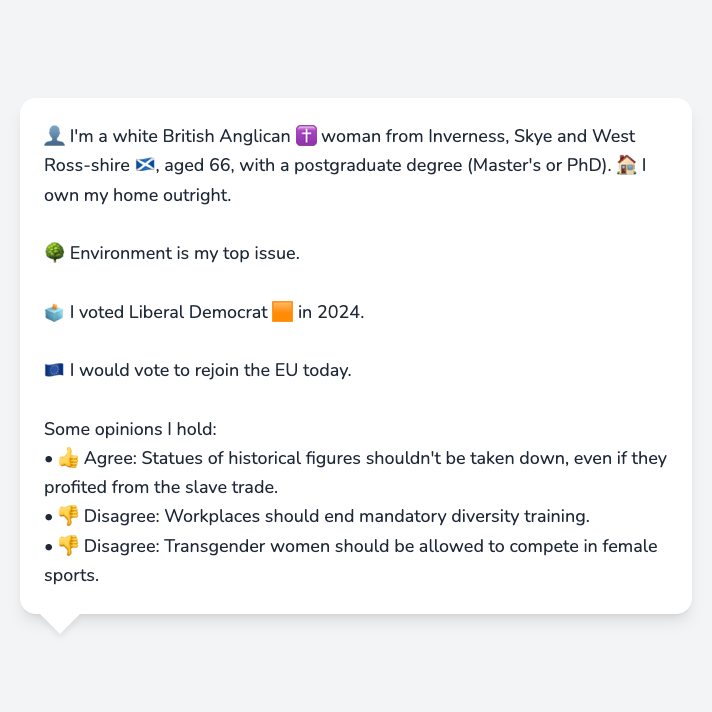 👤 I'm a white British Anglican ✝️ woman from Inverness, Skye and West
Ross-shire 🏴󠁧󠁢󠁳󠁣󠁴󠁿, aged 66, with a postgraduate degree (Master's or PhD). 🏠 I
own my home outright.
🌳 Environment is my top issue.
🗳️ I voted Liberal Democrat 🟧 in 2024.
🇪🇺 I would vote to rejoin the EU today.
Some opinions I hold:
• 👍 Agree: Statues of historical figures shouldn't be taken down, even if they
profited from the slave trade.
• 👎 Disagree: Workplaces should end mandatory diversity training.
• 👎 Disagree: Transgender women should be allowed to compete in female
sports.